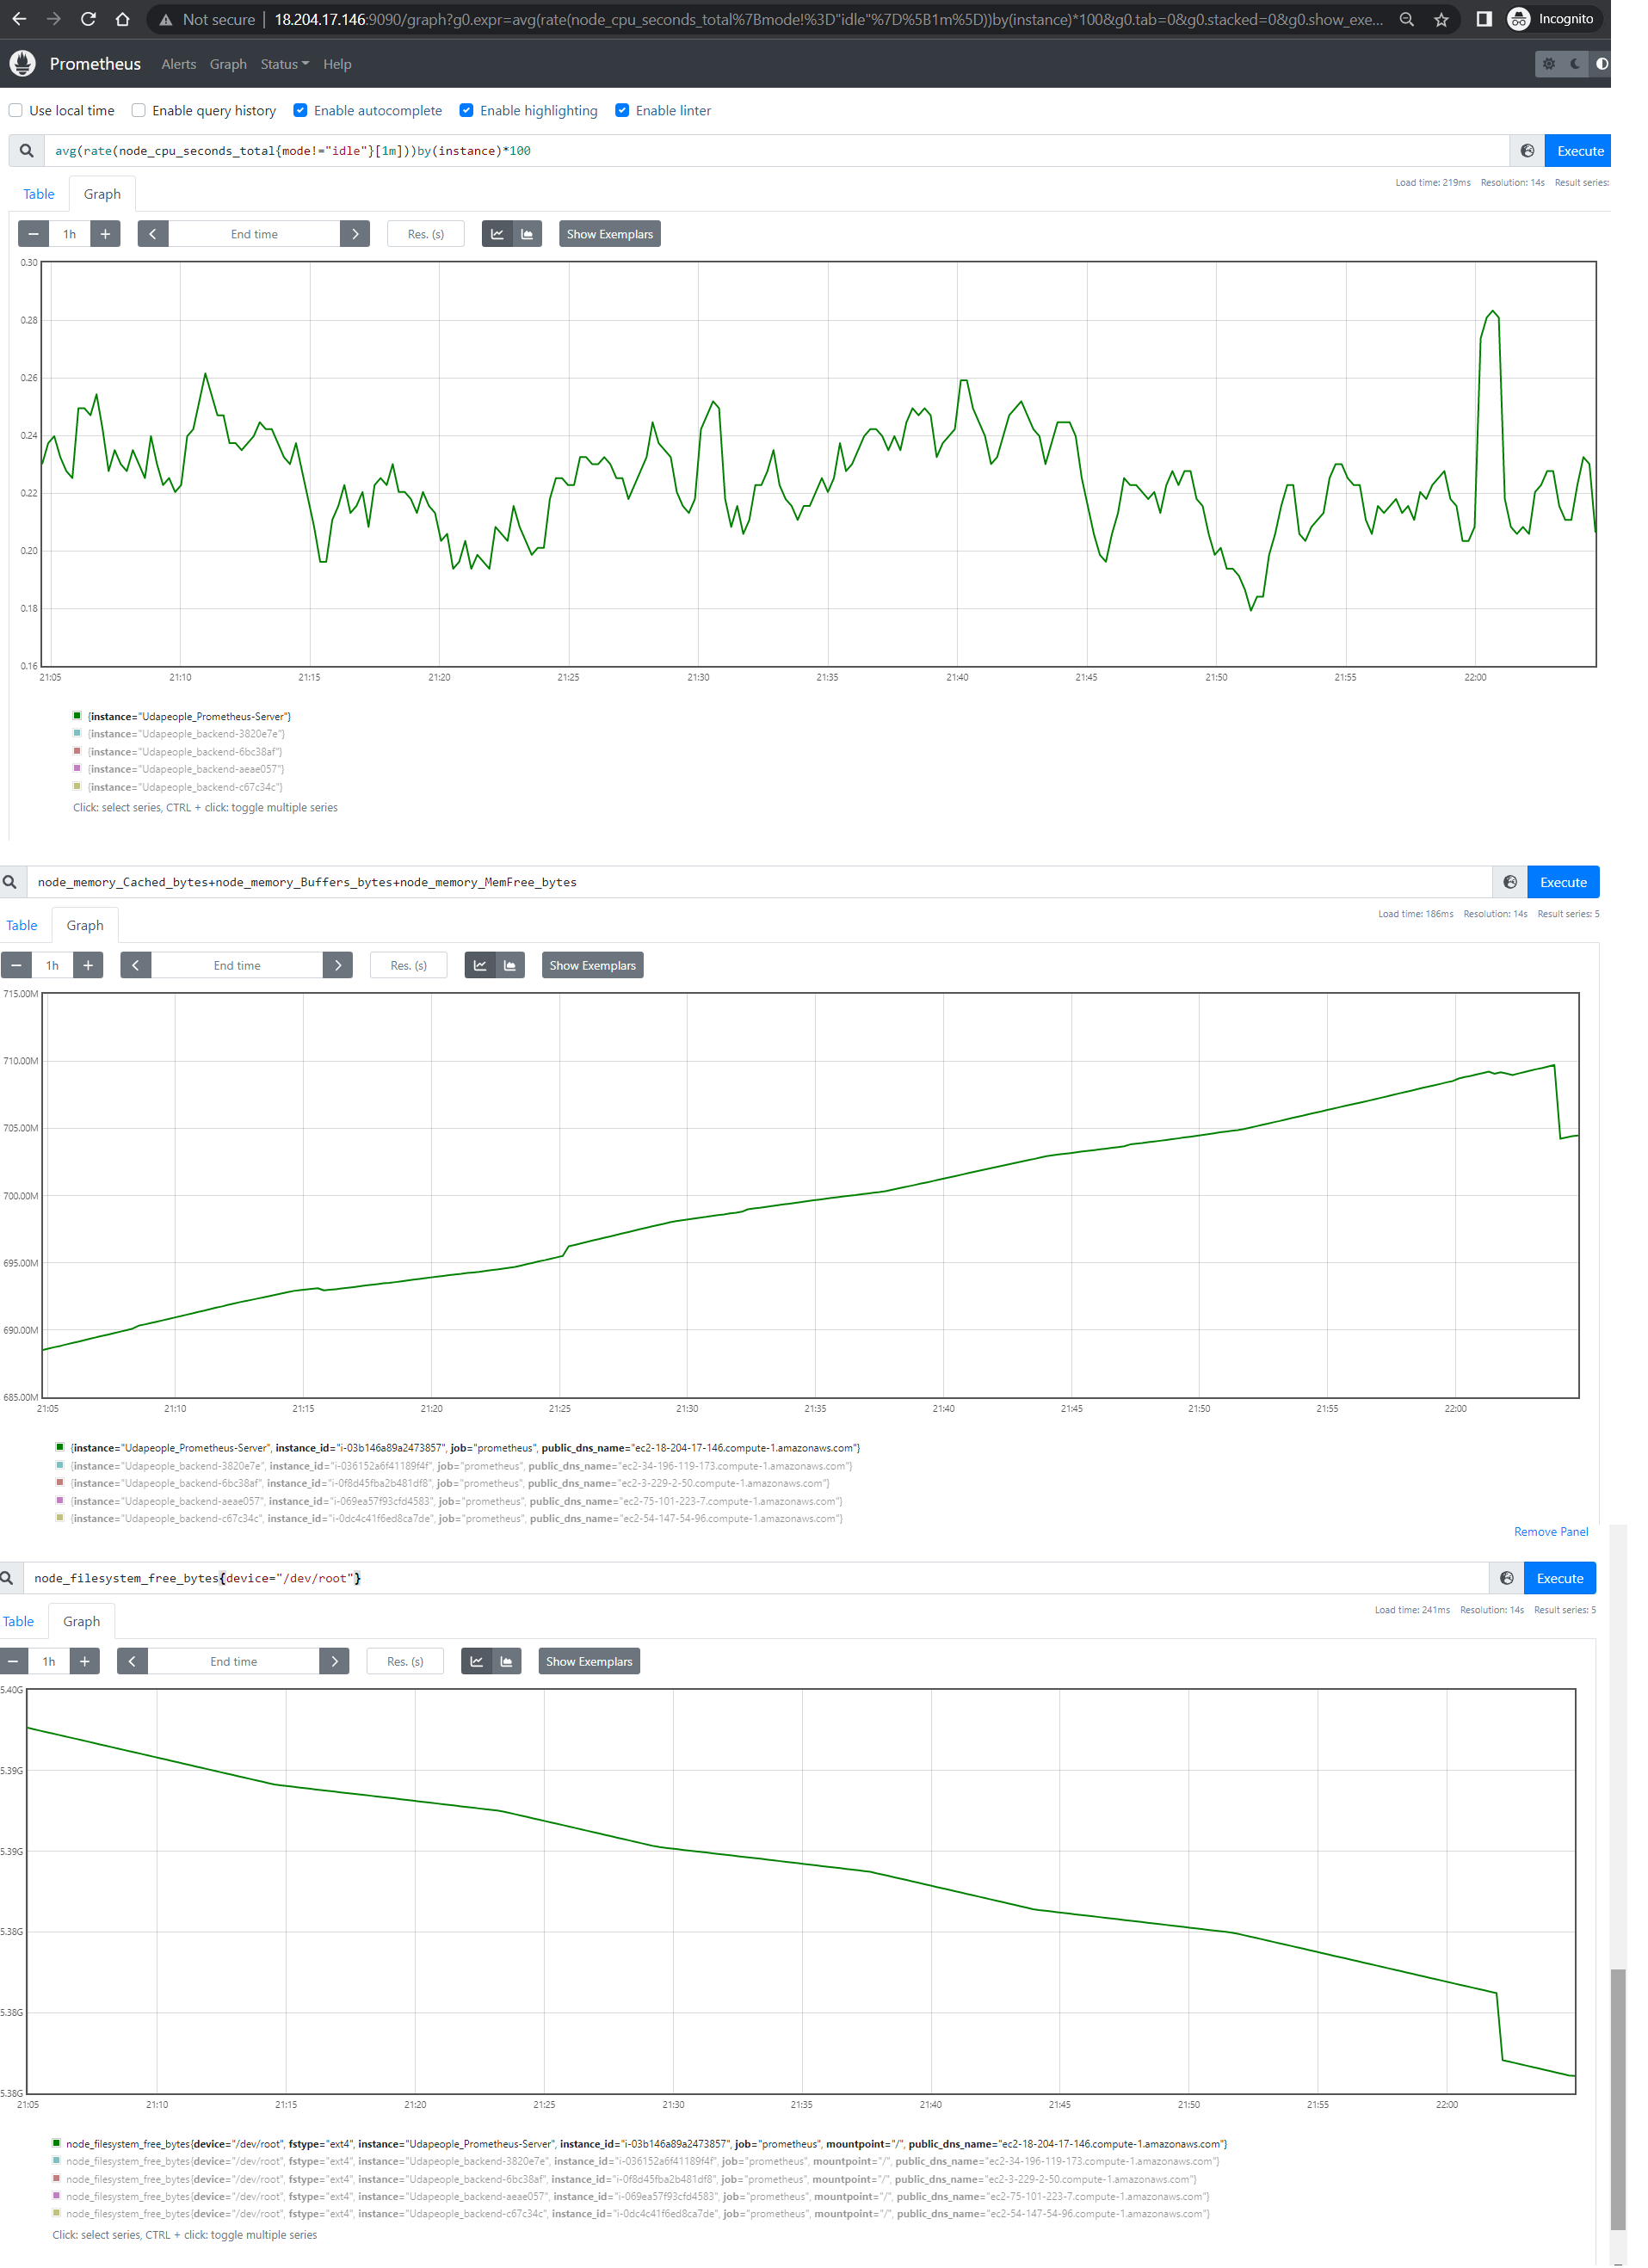 Not secure | 18.204.17.146:9090/graph?g0.expr=avg(rate(node_cpu_seconds_total%7Bmode!%3D"idle"%7D%5B1m%5D))by(instance)*100&g0.tab=0&g0.stacked=0&g0.show_exe... Incognito
Prometheus Alerts Graph Status Help
Use local time Enable query history Enable autocomplete Enable highlighting Enable linter
avg(rate(node_cpu_seconds_total{mode!="idle"}[1m]))by(instance)*100 Execute
Load time: 219ms Resolution: 14s Result series:
Table Graph
1h End time Res. (s) Show Exemplars
0.30
0.28
0.26
0.24
0.22
0.20
0.18
0.16
21:05 21:10 21:15 21:20 21:25 21:30 21:35 21:40 21:45 21:50 21:55 22:00
{instance="Udapeople_Prometheus-Server"}
{instance="Udapeople_backend-3820e7e"}
{instance="Udapeople_backend-6bc38af"}
{instance="Udapeople_backend-aeae057"}
{instance="Udapeople_backend-c67c34c"}
Click: select series, CTRL + click: toggle multiple series
node_memory_Cached_bytes+node_memory_Buffers_bytes+node_memory_MemFree_bytes Execute
Load time: 186ms Resolution: 14s Result series: 5
Table Graph
1h End time Res. (s) Show Exemplars
715.00M
710.00M
705.00M
700.00M
695.00M
690.00M
685.00M
21:05 21:10 21:15 21:20 21:25 21:30 21:35 21:40 21:45 21:50 21:55 22:00
{instance="Udapeople_Prometheus-Server", instance_id="i-03b146a89a2473857", job="prometheus", public_dns_name="ec2-18-204-17-146.compute-1.amazonaws.com"}
{instance="Udapeople_backend-3820e7e", instance_id="i-036152a6f41189f4f", job="prometheus", public_dns_name="ec2-34-196-119-173.compute-1.amazonaws.com"}
{instance="Udapeople_backend-6bc38af", instance_id="i-0f8d45fba2b481df8", job="prometheus", public_dns_name="ec2-3-229-2-50.compute-1.amazonaws.com"}
{instance="Udapeople_backend-aeae057", instance_id="i-069ea57f93cfd4583", job="prometheus", public_dns_name="ec2-75-101-223-7.compute-1.amazonaws.com"}
{instance="Udapeople_backend-c67c34c", instance_id="i-0dc4c41f6ed8ca7de", job="prometheus", public_dns_name="ec2-54-147-54-96.compute-1.amazonaws.com"}
Remove Panel
node_filesystem_free_bytes{device="/dev/root"} Execute
Load time: 241ms Resolution: 14s Result series: 5
Table Graph
1h End time Res. (s) Show Exemplars
5.40G
5.39G
5.39G
5.38G
5.38G
5.38G
21:05 21:10 21:15 21:20 21:25 21:30 21:35 21:40 21:45 21:50 21:55 22:00
node_filesystem_free_bytes{device="/dev/root", fstype="ext4", instance="Udapeople_Prometheus-Server", instance_id="i-03b146a89a2473857", job="prometheus", mountpoint="/", public_dns_name="ec2-18-204-17-146.compute-1.amazonaws.com"}
node_filesystem_free_bytes{device="/dev/root", fstype="ext4", instance="Udapeople_backend-3820e7e", instance_id="i-036152a6f41189f4f", job="prometheus", mountpoint="/", public_dns_name="ec2-34-196-119-173.compute-1.amazonaws.com"}
node_filesystem_free_bytes{device="/dev/root", fstype="ext4", instance="Udapeople_backend-6bc38af", instance_id="i-0f8d45fba2b481df8", job="prometheus", mountpoint="/", public_dns_name="ec2-3-229-2-50.compute-1.amazonaws.com"}
node_filesystem_free_bytes{device="/dev/root", fstype="ext4", instance="Udapeople_backend-aeae057", instance_id="i-069ea57f93cfd4583", job="prometheus", mountpoint="/", public_dns_name="ec2-75-101-223-7.compute-1.amazonaws.com"}
node_filesystem_free_bytes{device="/dev/root", fstype="ext4", instance="Udapeople_backend-c67c34c", instance_id="i-0dc4c41f6ed8ca7de", job="prometheus", mountpoint="/", public_dns_name="ec2-54-147-54-96.compute-1.amazonaws.com"}
Click: select series, CTRL + click: toggle multiple series